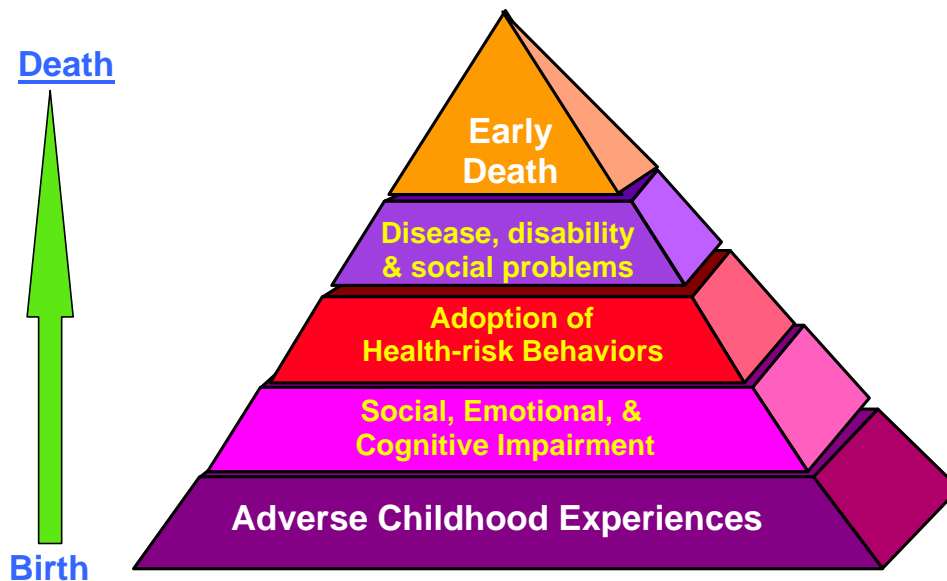 Death
Early
Death
Disease, disability
& social problems
Adoption of
Health-risk Behaviors
Social, Emotional, &
Cognitive Impairment
Adverse Childhood Experiences
Birth